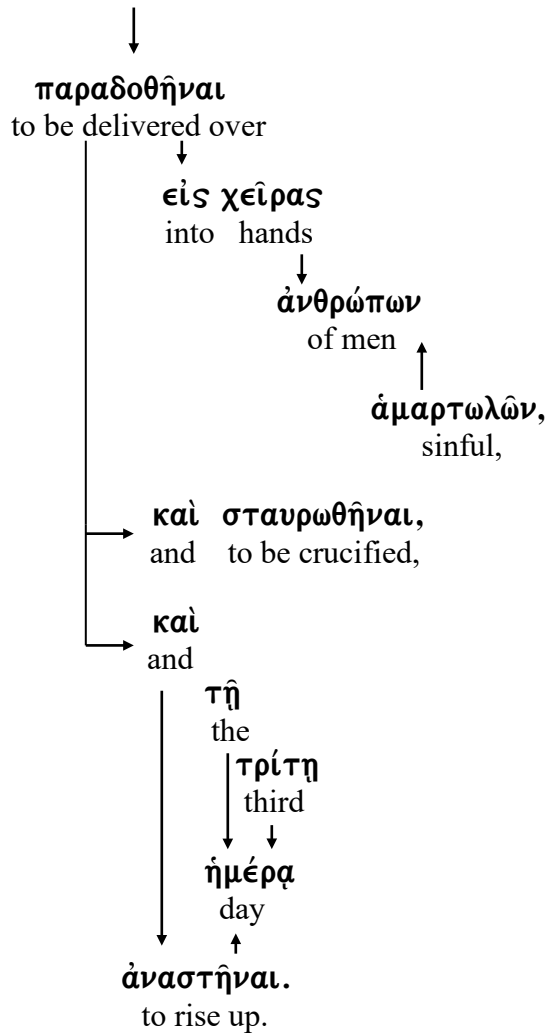 παραδοθῆναι
to be delivered over
εἰς χεῖρας
into hands
ἀνθρώπων
of men
ἁμαρτωλῶν,
sinful,
καὶ σταυρωθῆναι,
and to be crucified,
καὶ
and
τῇ
the
τρίτῃ
third
ἡμέρᾳ
day
ἀναστῆναι.
to rise up.